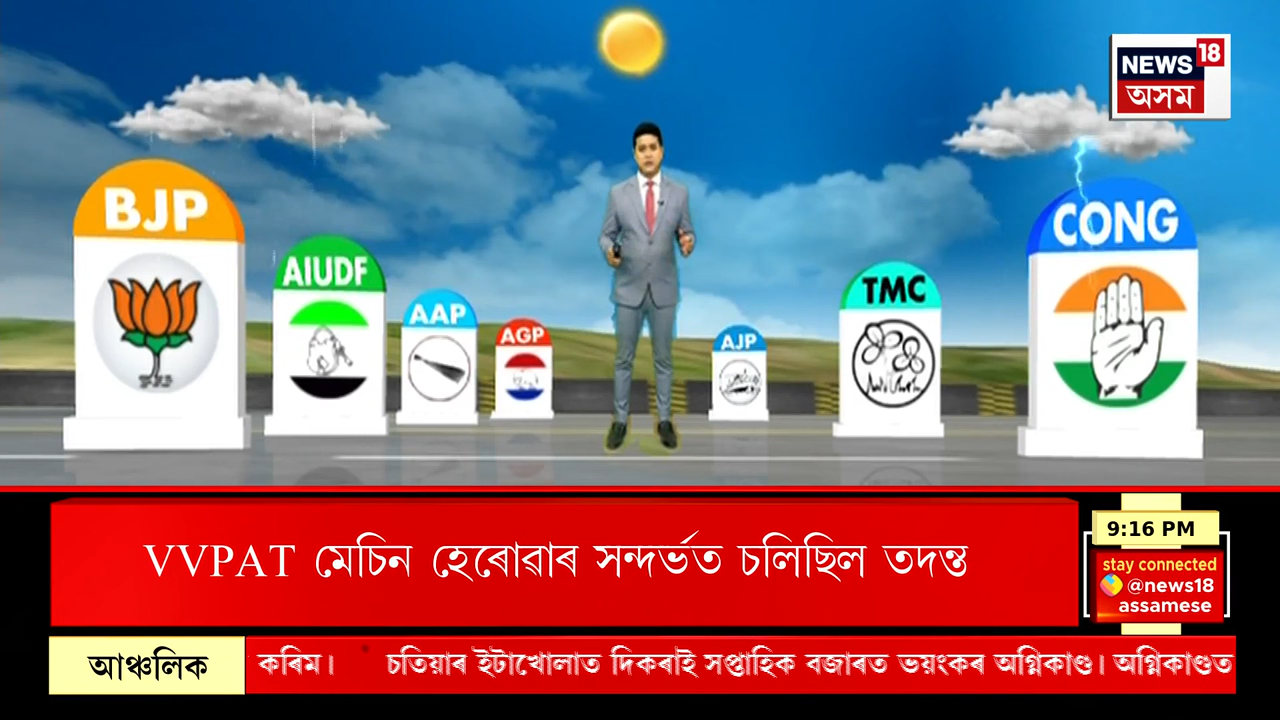 NEWS 18
অসম
BJP
AIUDF
AAP
AGP
AJP
TMC
CONG
VVPAT মেচিন হেৰোৱাৰ সন্দৰ্ভত চলিছিল তদন্ত
9:16 PM
stay connected
@news18
assamese
আঞ্চলিক
কৰিম। চতিয়াৰ ইটাখোলাত দিকৰাই সপ্তাহিক বজাৰত ভয়ংকৰ অগ্নিকাণ্ড। অগ্নিকাণ্ডত